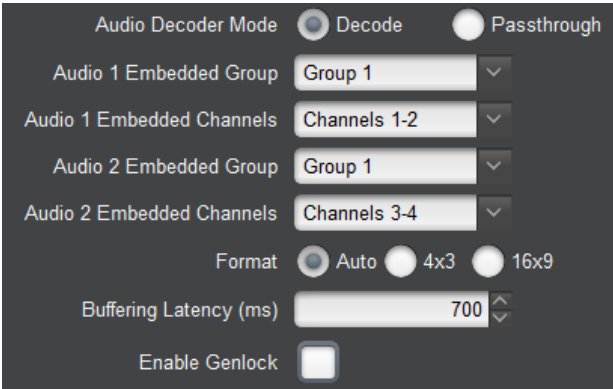 Audio Decoder Mode Decode Passthrough
Audio 1 Embedded Group Group 1
Audio 1 Embedded Channels Channels 1-2
Audio 2 Embedded Group Group 1
Audio 2 Embedded Channels Channels 3-4
Format Auto 4x3 16x9
Buffering Latency (ms) 700
Enable Genlock